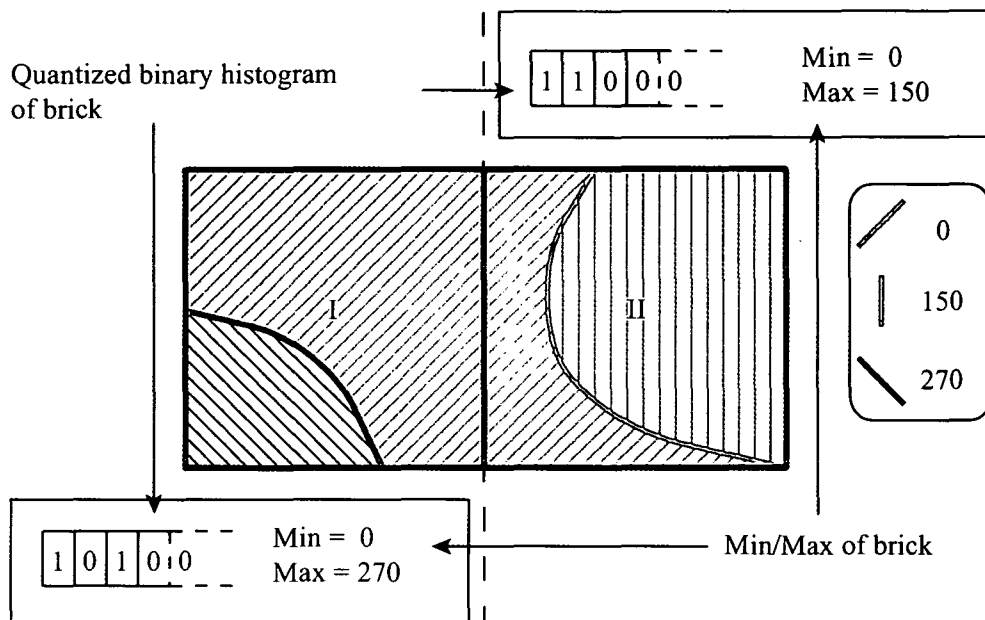 Quantized binary histogram
of brick
1 1 0 0 0
Min = 0
Max = 150
I
II
0
150
270
1 0 1 0 0
Min = 0
Max = 270
Min/Max of brick